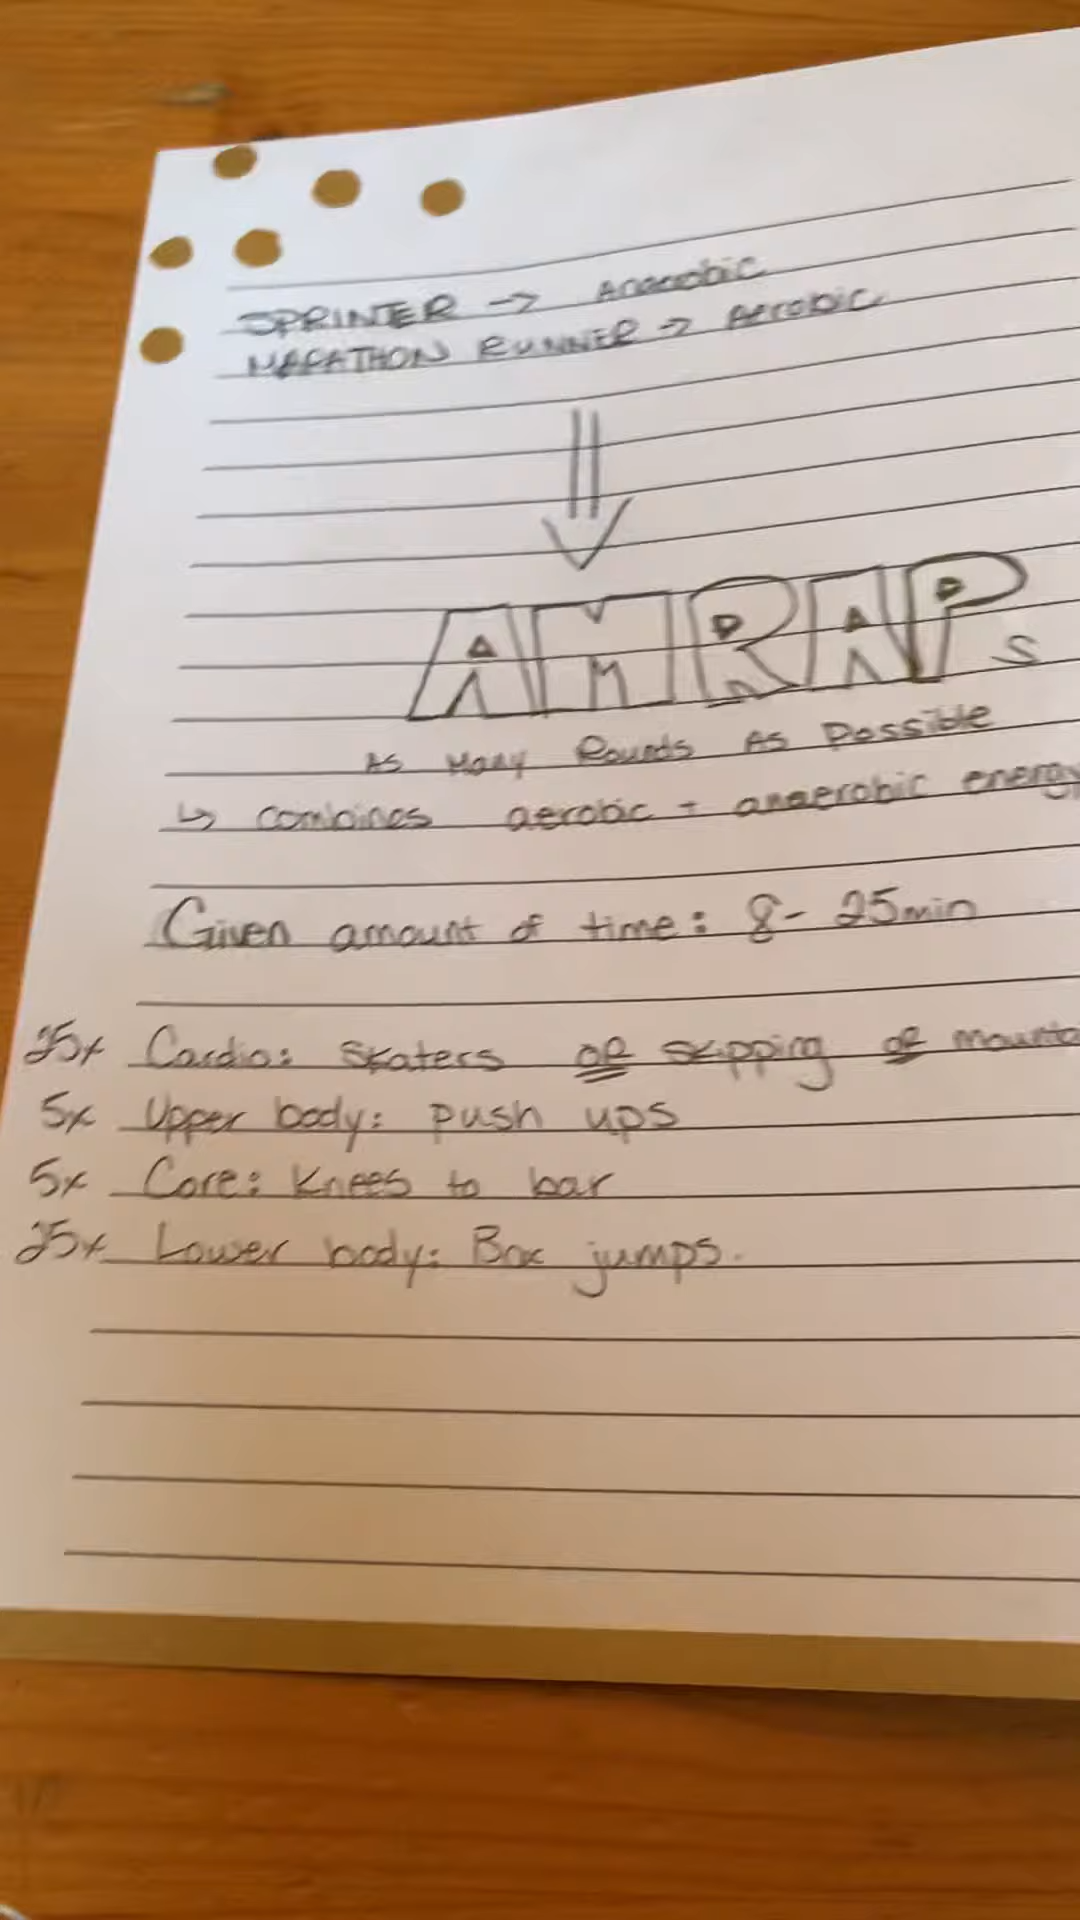 SPRINTER → Anaerobic
MARATHON RUNNER → Aerobic
AMRAPs
As Many Rounds As Possible
↳ combines aerobic + anaerobic energy
Given amount of time: 8 - 25min
25x Cardio: Skaters or skipping or
5x Upper body: push ups
5x Core: Knees to bar
25x Lower body: Box jumps.